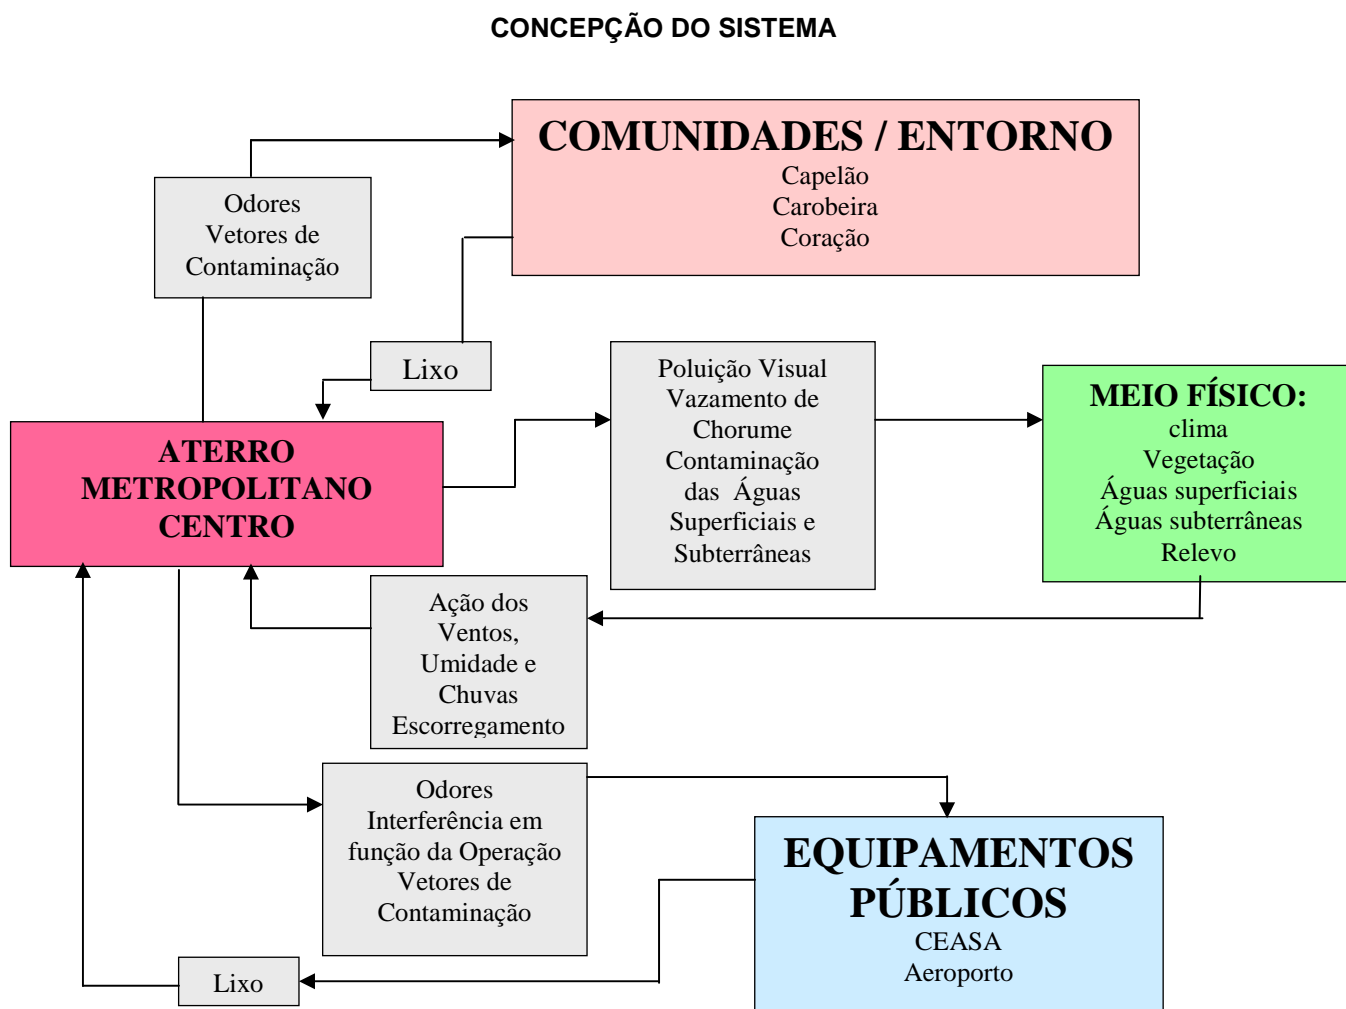 CONCEPÇÃO DO SISTEMA
COMUNIDADES / ENTORNO
Capelão
Carobeira
Coração
Odores
Vetores de
Contaminação
Lixo
Poluição Visual
Vazamento de
Chorume
Contaminação
das Águas
Superficiais e
Subterrâneas
MEIO FÍSICO:
clima
Vegetação
Águas superficiais
Águas subterrâneas
Relevo
ATERRO
METROPOLITANO
CENTRO
Ação dos
Ventos,
Umidade e
Chuvas
Escorregamento
Odores
Interferência em
função da Operação
Vetores de
Contaminação
EQUIPAMENTOS
PÚBLICOS
CEASA
Aeroporto
Lixo